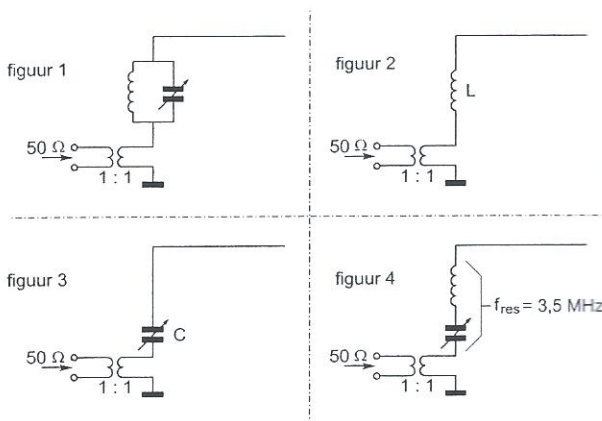 figuur 1
50 Ω
1 : 1
figuur 2
L
50 Ω
1 : 1
figuur 3
C
50 Ω
1 : 1
figuur 4
fres = 3,5 MHz
50 Ω
1 : 1